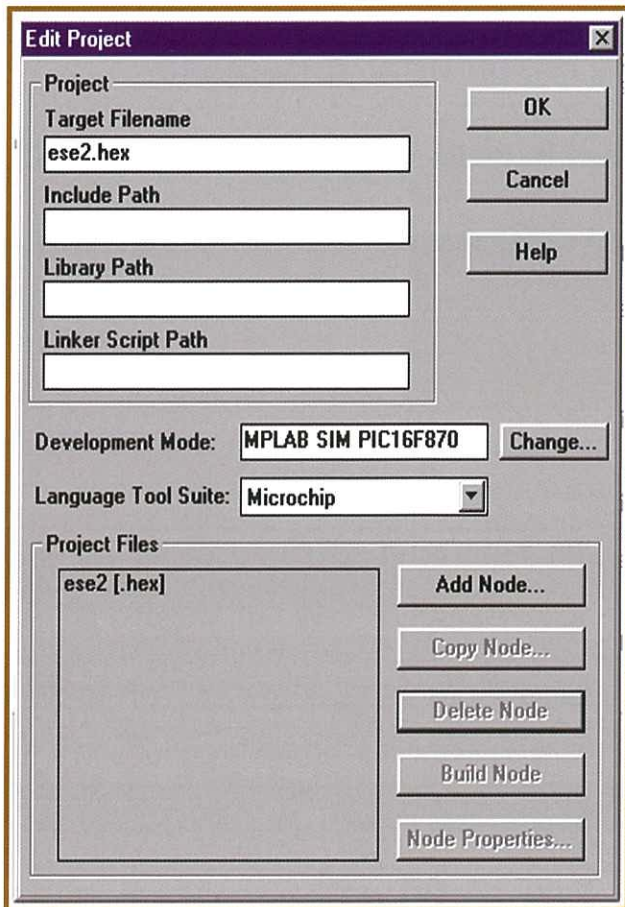 Edit Project
Project
Target Filename
ese2.hex
Include Path
Library Path
Linker Script Path
OK
Cancel
Help
Development Mode: MPLAB SIM PIC16F870 Change...
Language Tool Suite: Microchip
Project Files
ese2 [.hex]
Add Node...
Copy Node...
Delete Node
Build Node
Node Properties...